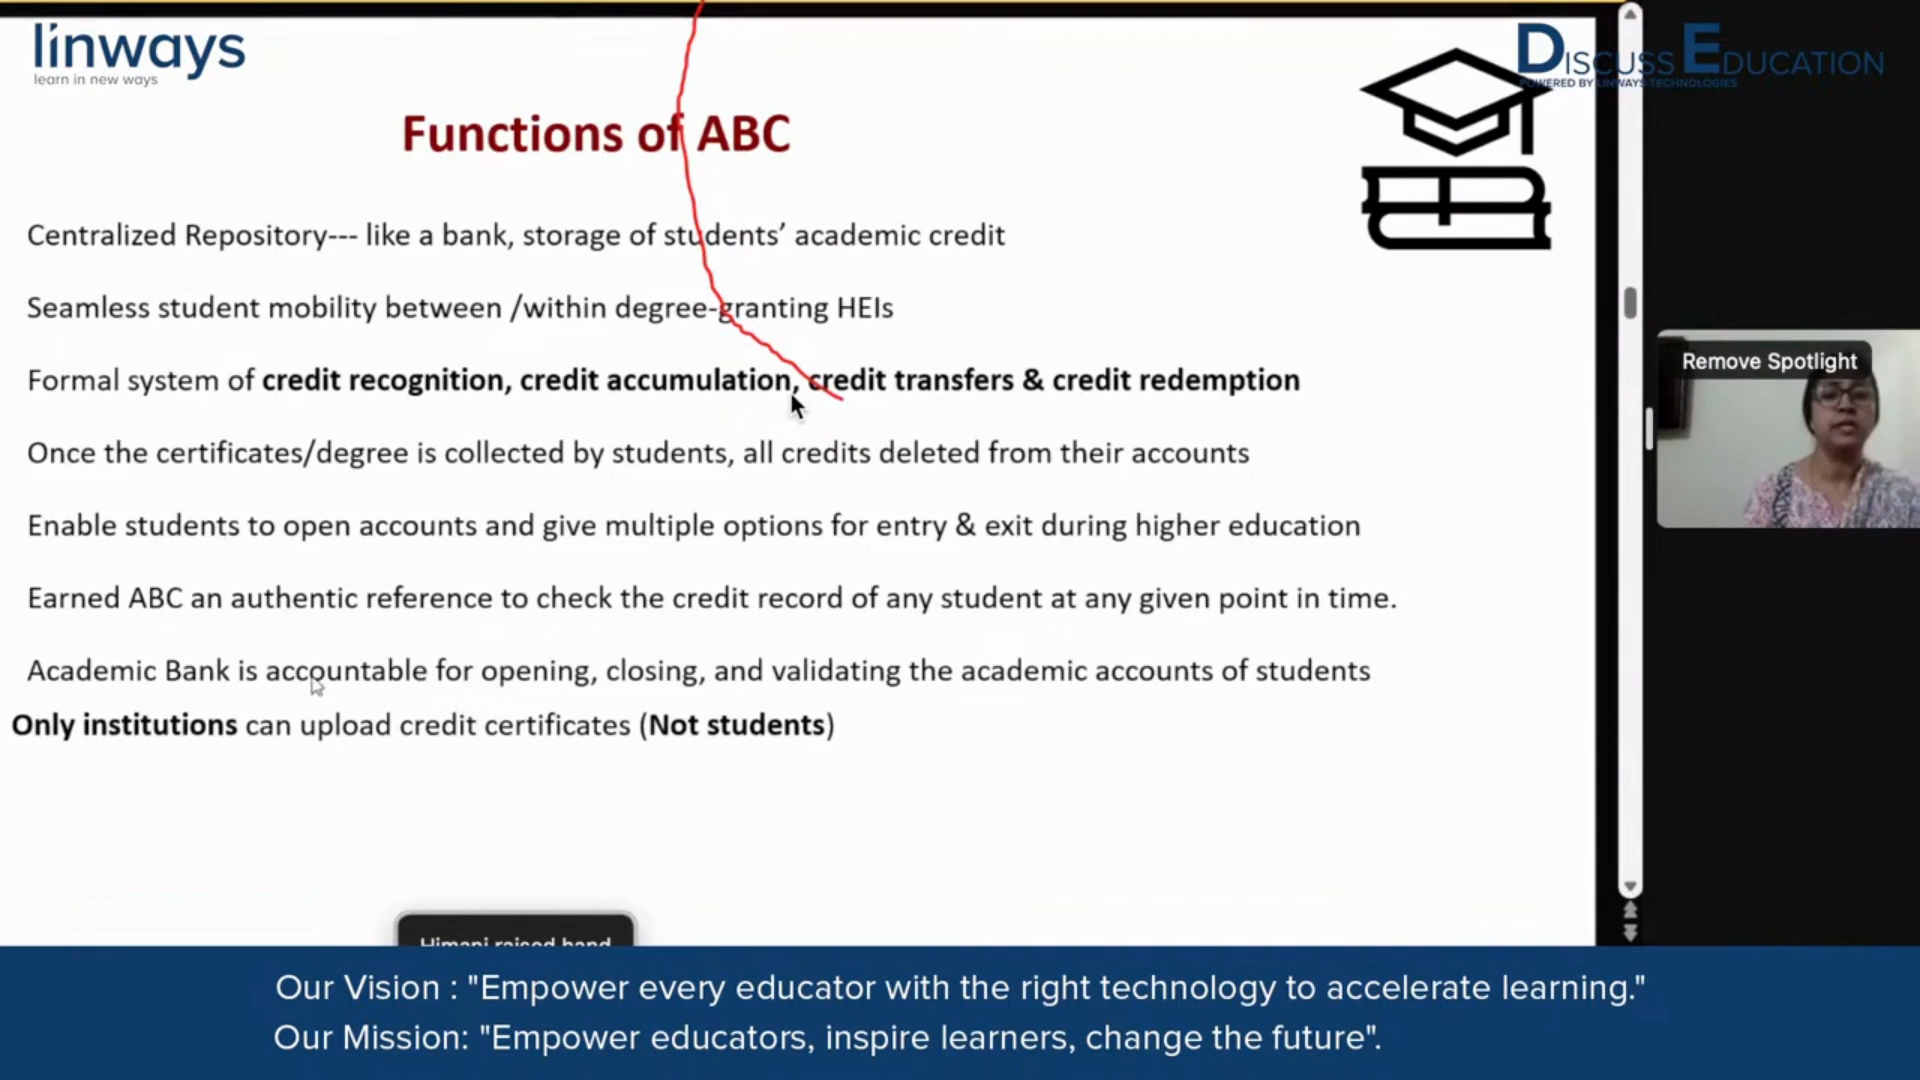 linways
learn in new ways
DISCUSS EDUCATION
POWERED BY LINWAYS TECHNOLOGIES
Functions of ABC
Centralized Repository--- like a bank, storage of students’ academic credit
Seamless student mobility between /within degree-granting HEIs
Formal system of credit recognition, credit accumulation, credit transfers & credit redemption
Remove Spotlight
Once the certificates/degree is collected by students, all credits deleted from their accounts
Enable students to open accounts and give multiple options for entry & exit during higher education
Earned ABC an authentic reference to check the credit record of any student at any given point in time.
Academic Bank is accountable for opening, closing, and validating the academic accounts of students
Only institutions can upload credit certificates (Not students)
Himani raised hand
Our Vision : "Empower every educator with the right technology to accelerate learning."
Our Mission: "Empower educators, inspire learners, change the future".